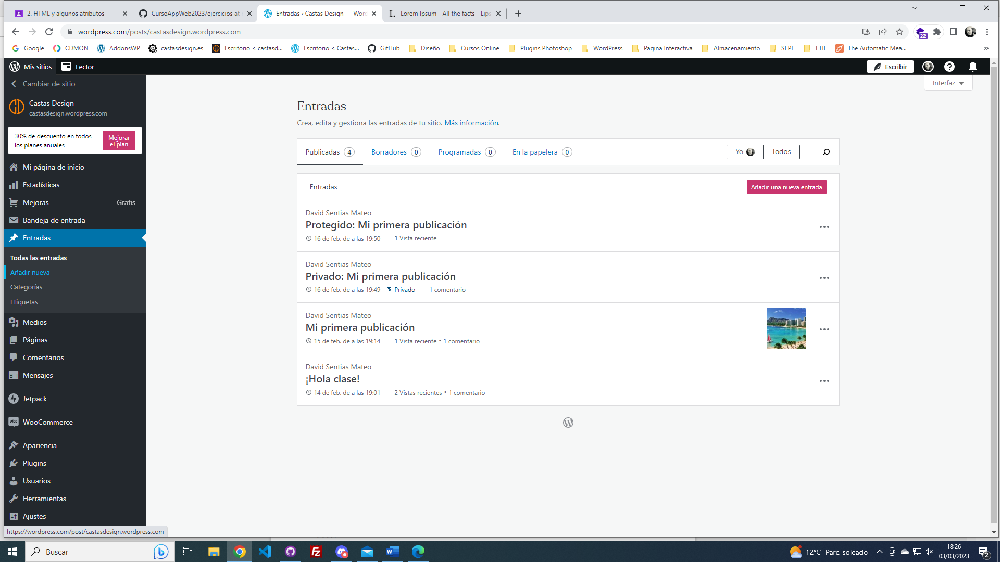 2. HTML y algunos atributos
CursoAppWeb2023/ejercicios at
Entradas ‹ Castas Design — Worc
Lorem Ipsum - All the facts - Lips
wordpress.com/posts/castasdesign.wordpress.com
22
Google
CDMON
AddonsWP
castasdesign.es
Escritorio < castasd...
Escritorio < Castas...
GitHub
Diseño
Cursos Online
Plugins Photoshop
WordPress
Pagina Interactiva
Almacenamiento
SEPE
ETIF
The Automatic Mea...
»
Mis sitios
Lector
Escribir
Cambiar de sitio
Interfaz
Castas Design
castasdesign.wordpress.com
30% de descuento en todos
los planes anuales
Mejorar
el plan
Mi página de inicio
Estadísticas
Mejoras
Gratis
Bandeja de entrada
Entradas
Todas las entradas
Añadir nueva
Categorías
Etiquetas
Medios
Páginas
Comentarios
Mensajes
Jetpack
WOO
WooCommerce
Apariencia
Plugins
Usuarios
Herramientas
Ajustes
https://wordpress.com/post/castasdesign.wordpress.com
Entradas
Crea, edita y gestiona las entradas de tu sitio. Más información.
Publicadas 4
Borradores 0
Programadas 0
En la papelera 0
Yo
Todos
Entradas
Añadir una nueva entrada
David Sentias Mateo
Protegido: Mi primera publicación
16 de feb. de a las 19:50 1 Vista reciente
David Sentias Mateo
Privado: Mi primera publicación
16 de feb. de a las 19:49 Privado 1 comentario
David Sentias Mateo
Mi primera publicación
15 de feb. de a las 19:14 1 Vista reciente • 1 comentario
David Sentias Mateo
¡Hola clase!
14 de feb. de a las 19:01 2 Vistas recientes • 1 comentario
Buscar
12°C Parc. soleado
18:26
03/03/2023
2